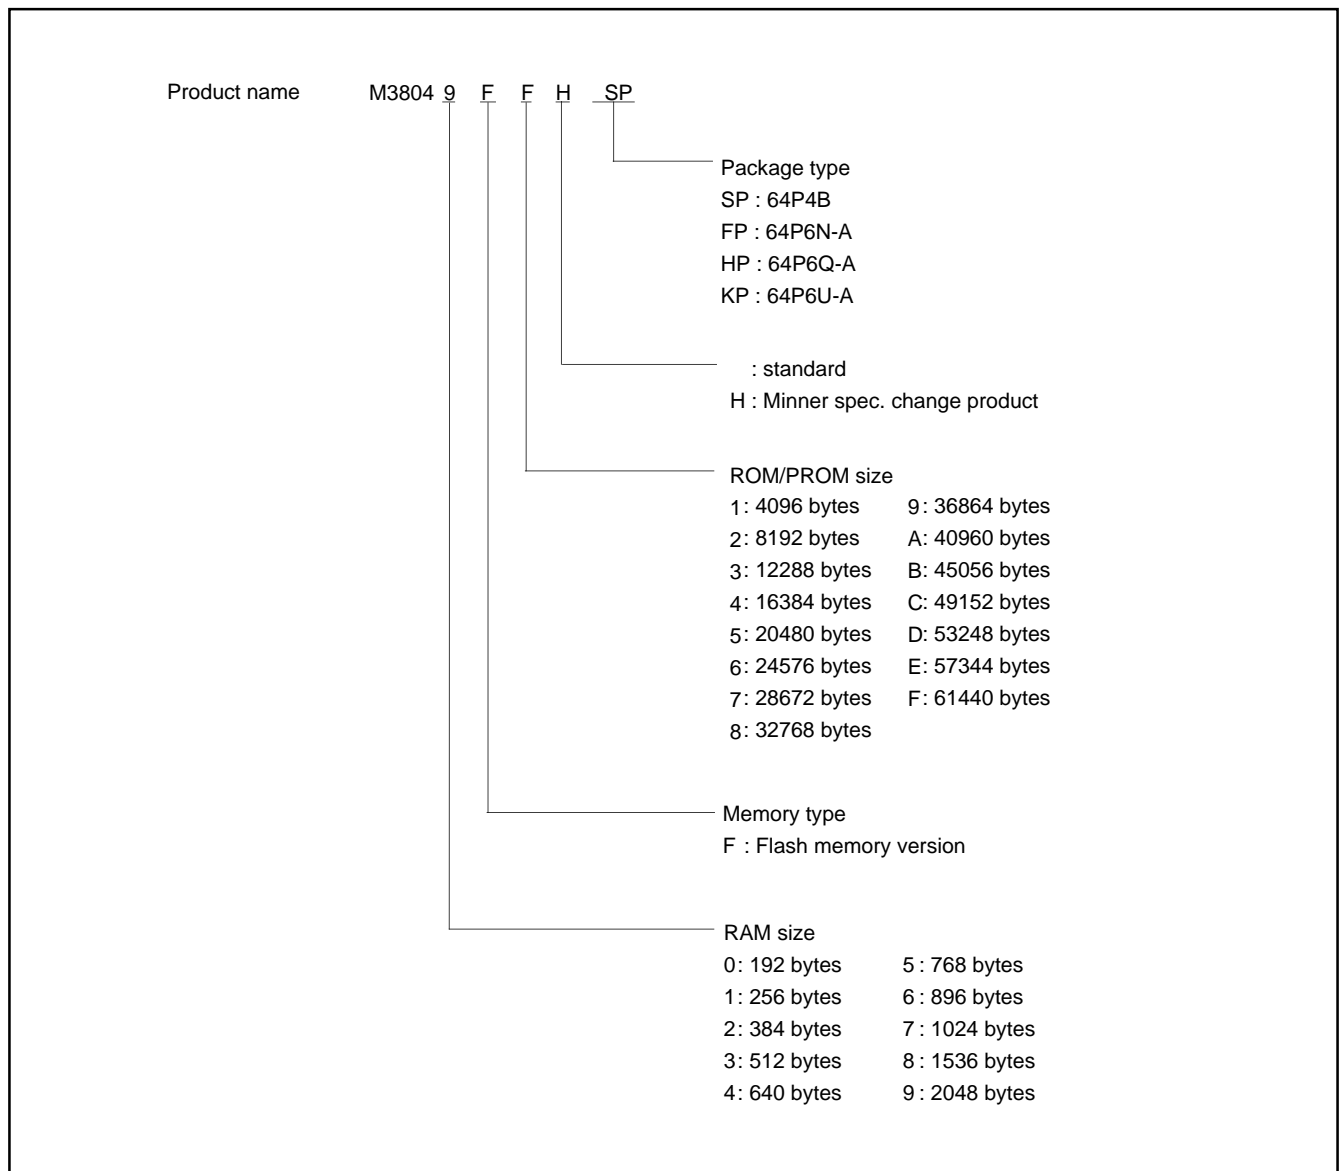 Product name M3804 9 F F H SP
Package type
SP : 64P4B
FP : 64P6N-A
HP : 64P6Q-A
KP : 64P6U-A
: standard
H : Minner spec. change product
ROM/PROM size
1: 4096 bytes 9: 36864 bytes
2: 8192 bytes A: 40960 bytes
3: 12288 bytes B: 45056 bytes
4: 16384 bytes C: 49152 bytes
5: 20480 bytes D: 53248 bytes
6: 24576 bytes E: 57344 bytes
7: 28672 bytes F: 61440 bytes
8: 32768 bytes
Memory type
F : Flash memory version
RAM size
0: 192 bytes 5 : 768 bytes
1: 256 bytes 6 : 896 bytes
2: 384 bytes 7 : 1024 bytes
3: 512 bytes 8 : 1536 bytes
4: 640 bytes 9 : 2048 bytes